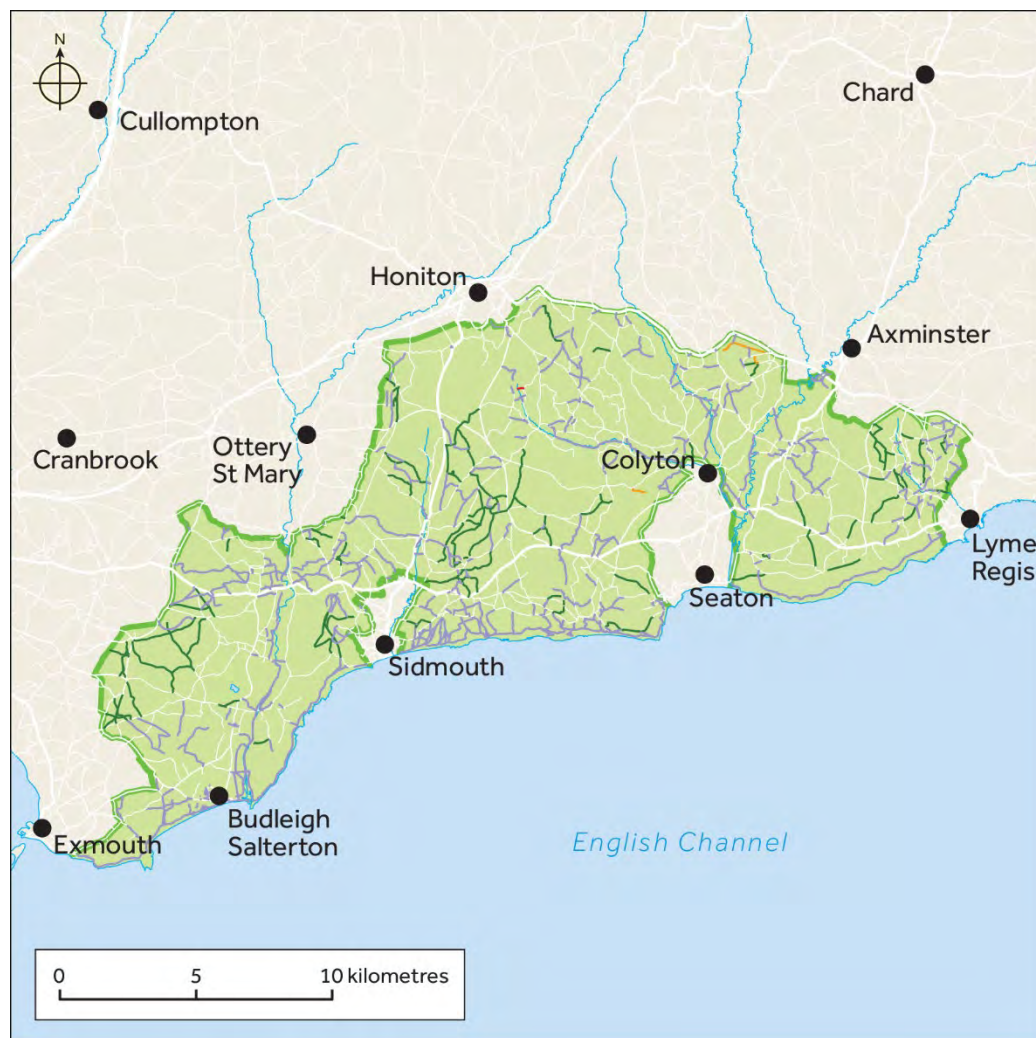 N
Chard
Cullompton
Honiton
Axminster
Cranbrook
Ottery
St Mary
Colyton
Lyme
Regis
Seaton
Sidmouth
Budleigh
Salterton
Exmouth
English Channel
0 5 10 kilometres